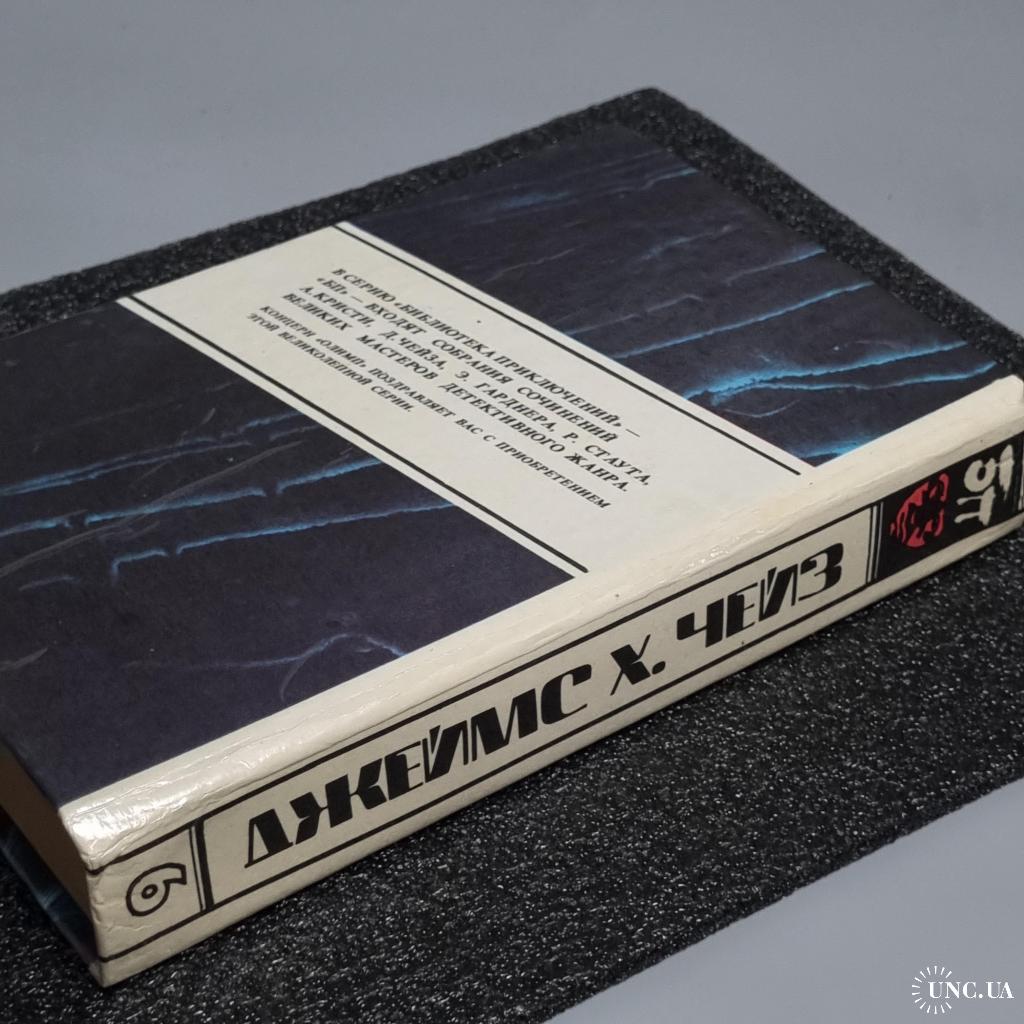 В СЕРИЮ «БИБЛИОТЕКА ПРИКЛЮЧЕНИЙ» —
«БП» — ВХОДЯТ СОБРАНИЯ СОЧИНЕНИЙ
А.КРИСТИ, Д.ЧЕЙЗА, Э. ГАРДНЕРА, Р. СТАУТА,
ВЕЛИКИХ МАСТЕРОВ ДЕТЕКТИВНОГО ЖАНРА.
КОНЦЕРН «ОЛИМП» ПОЗДРАВЛЯЕТ ВАС С ПРИОБРЕТЕНИЕМ
ЭТОЙ ВЕЛИКОЛЕПНОЙ СЕРИИ.
6
ДЖЕЙМС Х. ЧЕЙЗ
БП
UNC.UA